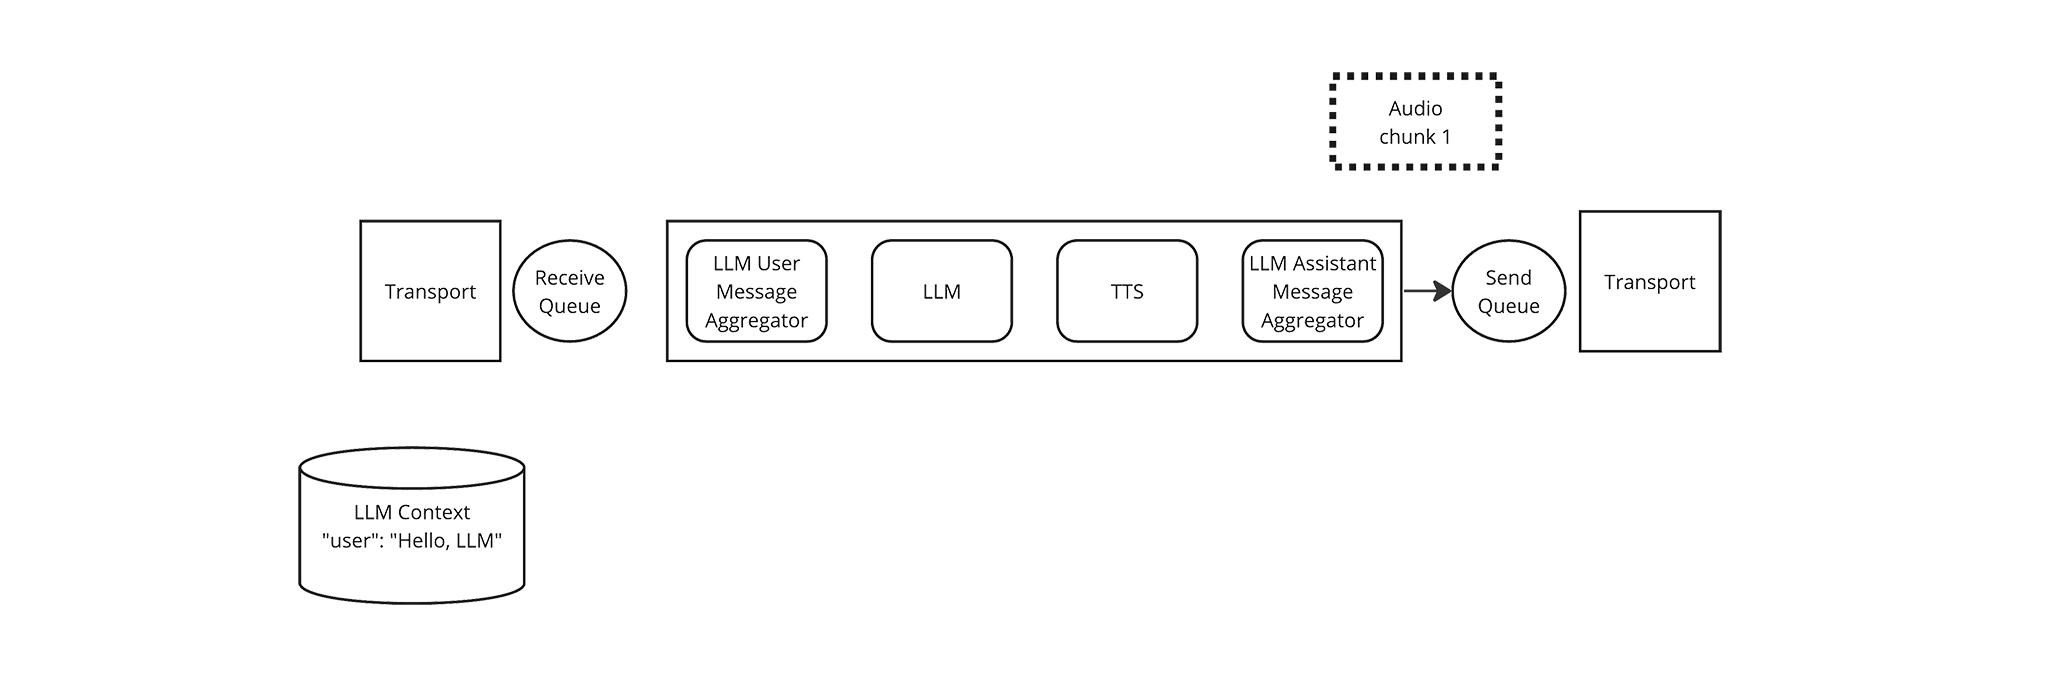 Audio
chunk 1
Transport
Receive
Queue
LLM User
Message
Aggregator
LLM
TTS
LLM Assistant
Message
Aggregator
Send
Queue
Transport
LLM Context
"user": "Hello, LLM"